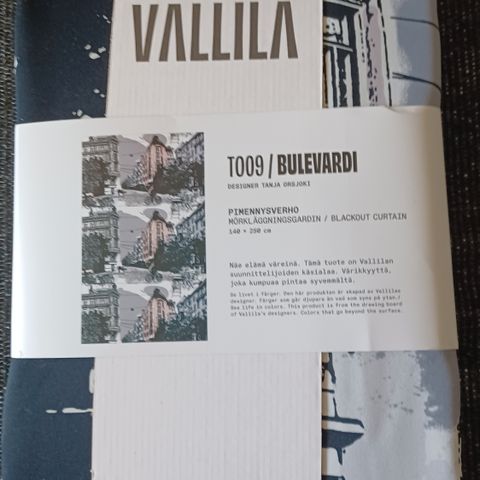 VALLILA
T009 / BULEVARDI
DESIGNER TANJA ORSJOKI
PIMENNYSVERHO
MÖRKLÄGGNINGSGARDIN / BLACKOUT CURTAIN
140 × 250 cm
Näe elämä väreinä. Tämä tuote on Vallilan
suunnittelijoiden käsialaa. Värikkyyttä,
joka kumpuaa pintaa syvemmältä.
Se livet i färger. Den här produkten är skapad av Vallilas
designer. Färger som går djupare än vad som syns på ytan./
See life in colors. This product is from the drawing board
of Vallila's designers. Colors that go beyond the surface.